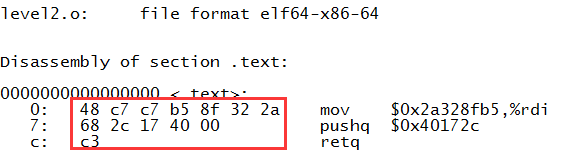 level2.o:     file format elf64-x86-64
Disassembly of section .text:
0000000000000000 <.text>:
   0:   48 c7 c7 b5 8f 32 2a    mov    $0x2a328fb5,%rdi
   7:   68 2c 17 40 00          pushq  $0x40172c
   c:   c3                      retq